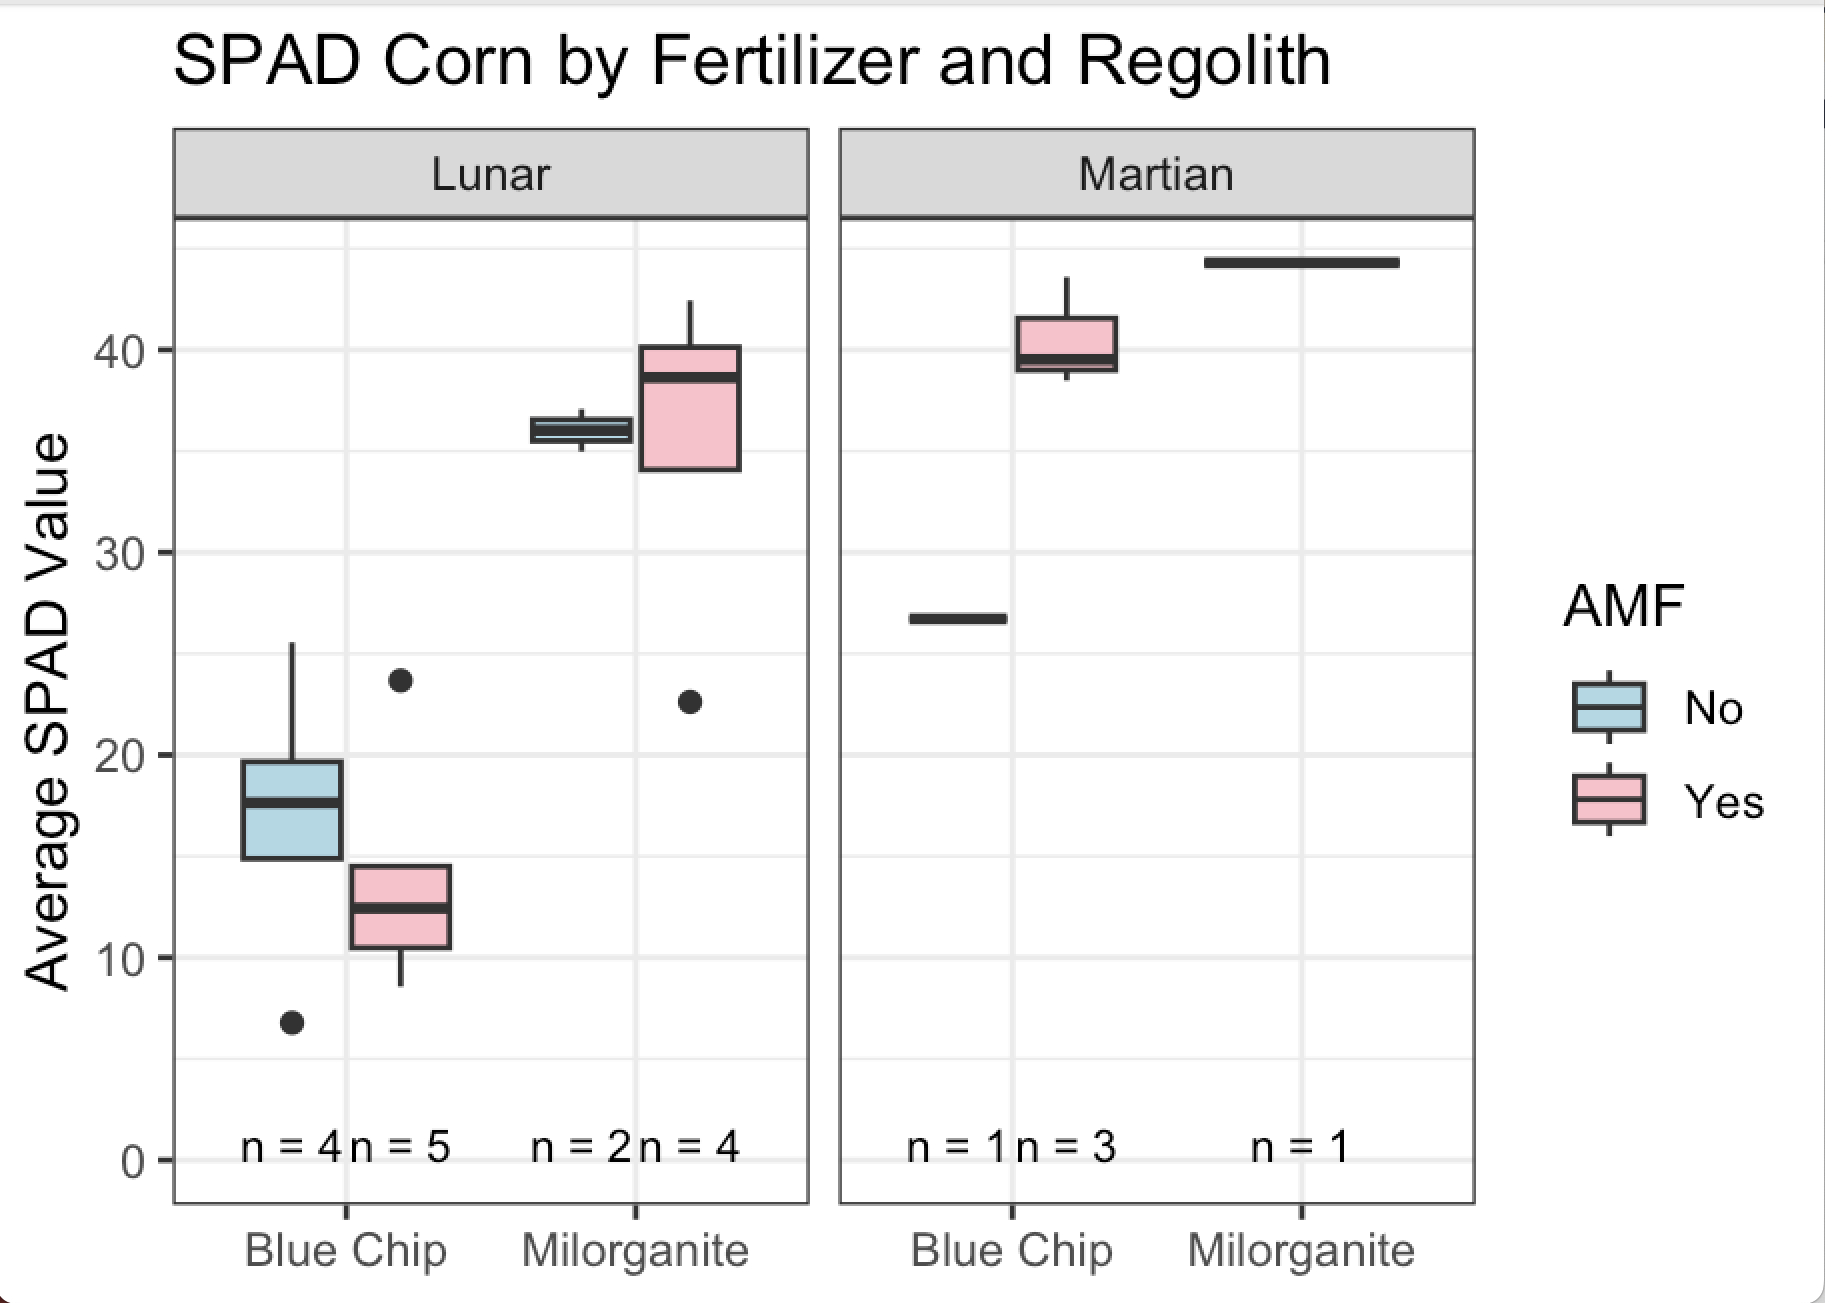 SPAD Corn by Fertilizer and Regolith
Lunar
Martian
Average SPAD Value
40
30
20
10
0
n = 4 n = 5 n = 2 n = 4
n = 1 n = 3 n = 1
Blue Chip Milorganite
Blue Chip Milorganite
AMF
No
Yes